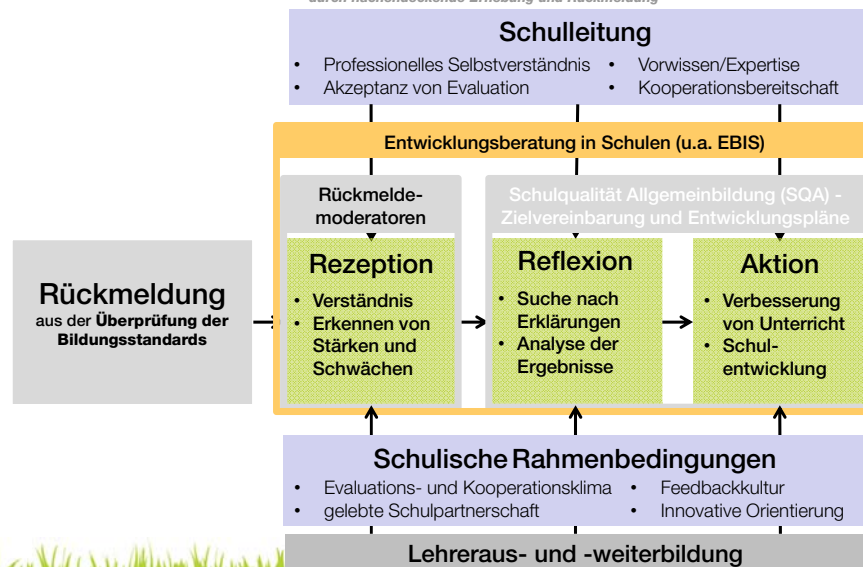 Schulleitung
• Professionelles Selbstverständnis
• Akzeptanz von Evaluation
• Vorwissen/Expertise
• Kooperationsbereitschaft
Entwicklungsberatung in Schulen (u.a. EBIS)
Rückmelde-
moderatoren
Schulqualität Allgemeinbildung (SQA) -
Zielvereinbarung und Entwicklungspläne
Rückmeldung
aus der Überprüfung der
Bildungsstandards
Rezeption
• Verständnis
• Erkennen von
Stärken und
Schwächen
Reflexion
• Suche nach
Erklärungen
• Analyse der
Ergebnisse
Aktion
• Verbesserung
von Unterricht
• Schul-
entwicklung
Schulische Rahmenbedingungen
• Evaluations- und Kooperationsklima
• gelebte Schulpartnerschaft
• Feedbackkultur
• Innovative Orientierung
Lehreraus- und -weiterbildung